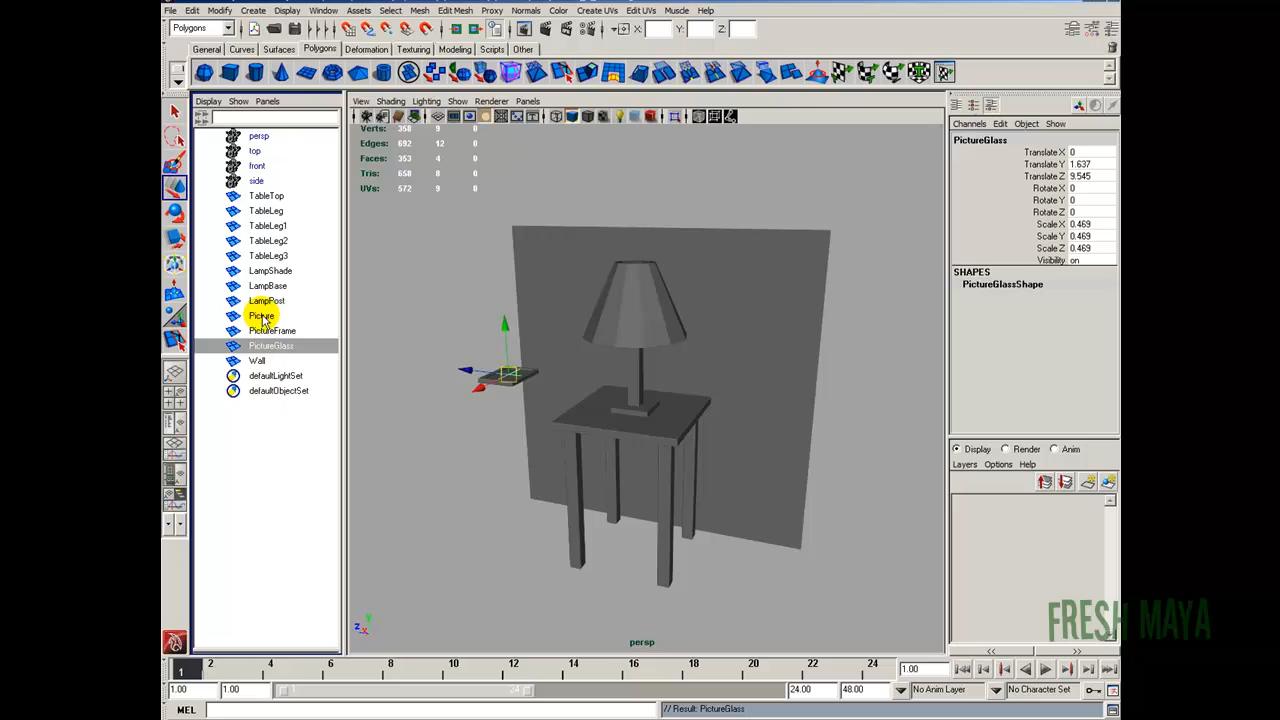 File Edit Modify Create Display Window Assets Select Mesh Edit Mesh Proxy Normals Color Create UVs Edit UVs Muscle Help
Polygons X: Y: Z:
General Curves Surfaces Polygons Deformation Texturing Modeling Scripts Other
Display Show Panels
View Shading Lighting Show Renderer Panels
Channels Edit Object Show
persp
top
front
side
TableTop
TableLeg
TableLeg1
TableLeg2
TableLeg3
LampShade
LampBase
LampPost
Picture
PictureFrame
PictureGlass
Wall
defaultLightSet
defaultObjectSet
Verts: 358 9 0
Edges: 692 12 0
Faces: 353 4 0
Tris: 658 8 0
UVs: 572 9 0
Y
Z X
persp
PictureGlass
Translate X 0
Translate Y 1.637
Translate Z 9.545
Rotate X 0
Rotate Y 0
Rotate Z 0
Scale X 0.469
Scale Y 0.469
Scale Z 0.469
Visibility on
SHAPES
PictureGlassShape
Display Render Anim
Layers Options Help
FRESH MAYA
<< >>
1 2 4 6 8 10 12 14 16 18 20 22 24 1.00
1.00 1.00 1 24 24.00 48.00 No Anim Layer No Character Set
MEL // Result: PictureGlass